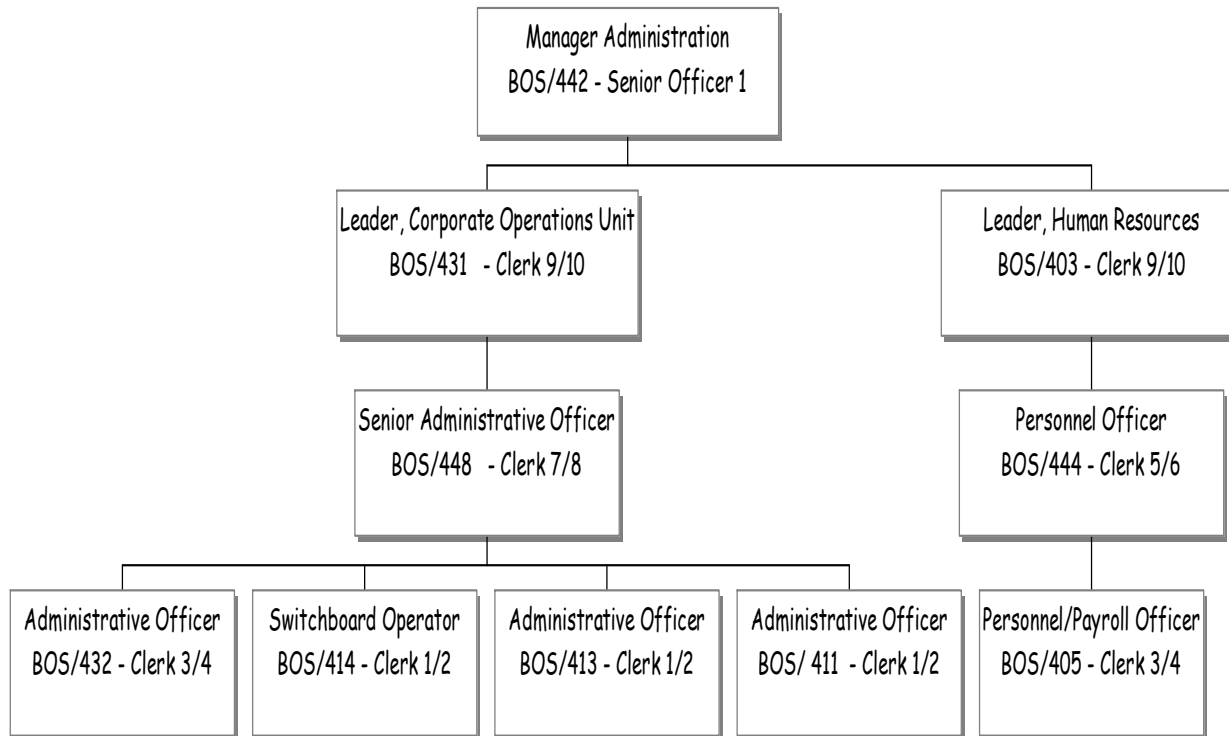 Manager Administration
BOS/442 - Senior Officer 1
Leader, Corporate Operations Unit
BOS/431 - Clerk 9/10
Leader, Human Resources
BOS/403 - Clerk 9/10
Senior Administrative Officer
BOS/448 - Clerk 7/8
Personnel Officer
BOS/444 - Clerk 5/6
Administrative Officer
BOS/432 - Clerk 3/4
Switchboard Operator
BOS/414 - Clerk 1/2
Administrative Officer
BOS/413 - Clerk 1/2
Administrative Officer
BOS/ 411 - Clerk 1/2
Personnel/Payroll Officer
BOS/405 - Clerk 3/4